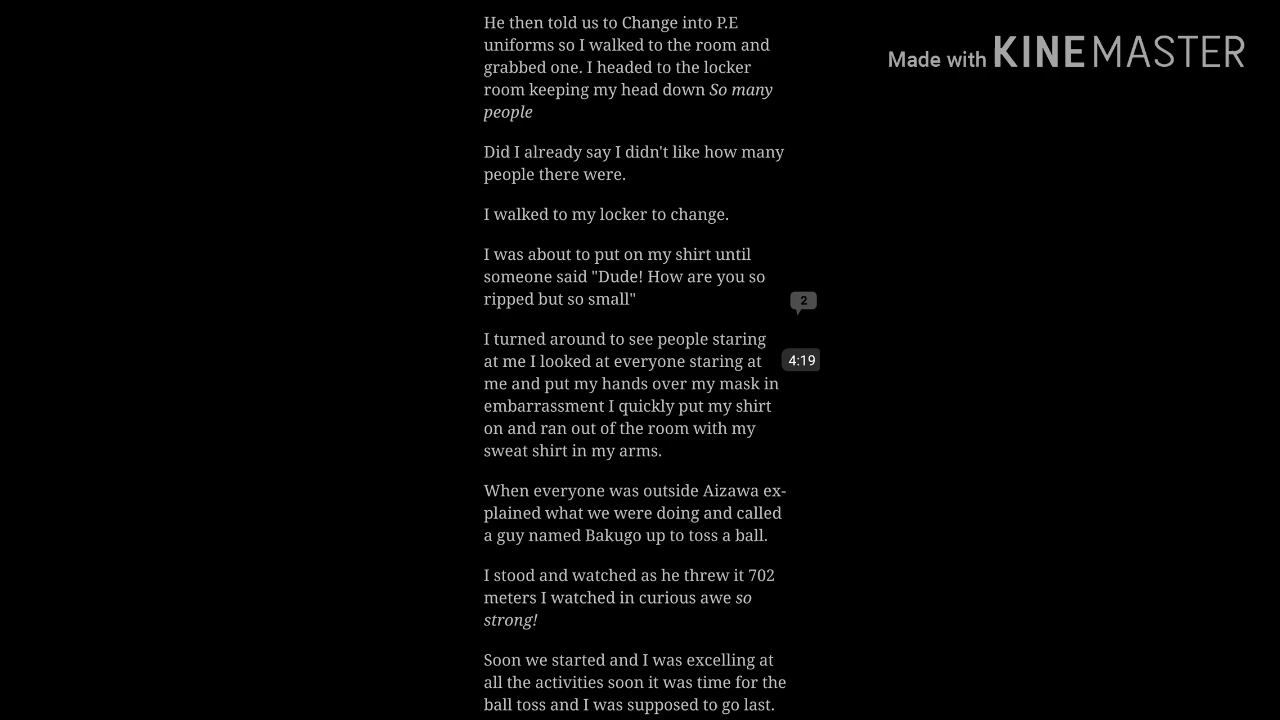 He then told us to Change into P.E
uniforms so I walked to the room and
grabbed one. I headed to the locker
room keeping my head down So many
people
Made with KINEMASTER
Did I already say I didn't like how many
people there were.
I walked to my locker to change.
I was about to put on my shirt until
someone said "Dude! How are you so
ripped but so small"
2
I turned around to see people staring
at me I looked at everyone staring at
me and put my hands over my mask in
embarrassment I quickly put my shirt
on and ran out of the room with my
sweat shirt in my arms.
4:19
When everyone was outside Aizawa ex-
plained what we were doing and called
a guy named Bakugo up to toss a ball.
I stood and watched as he threw it 702
meters I watched in curious awe so
strong!
Soon we started and I was excelling at
all the activities soon it was time for the
ball toss and I was supposed to go last.